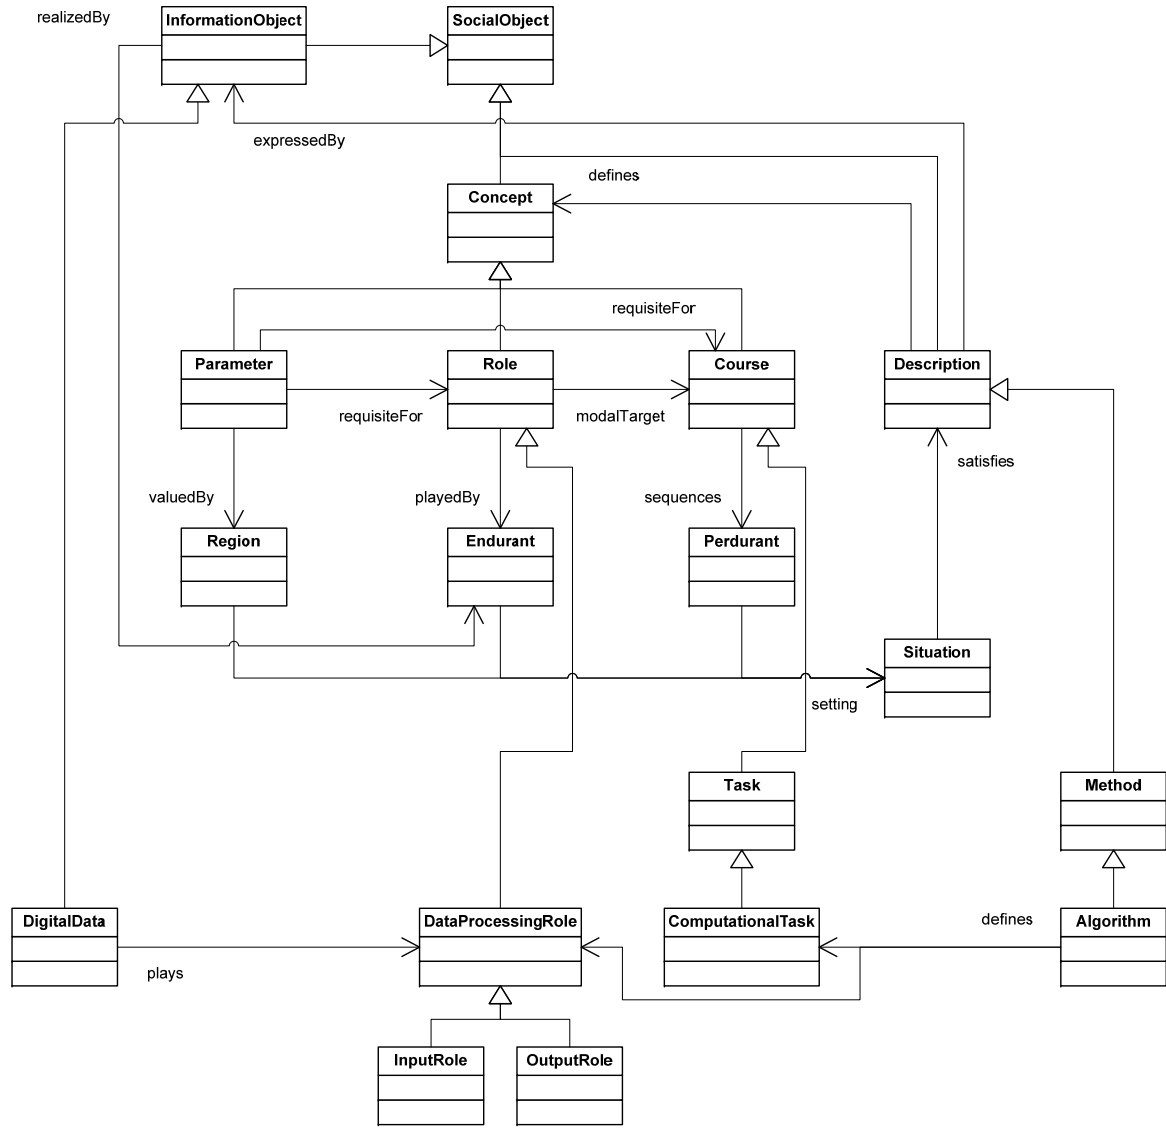 realizedBy
InformationObject
SocialObject
expressedBy
defines
Concept
requisiteFor
Parameter
Role
Course
Description
requisiteFor
modalTarget
satisfies
valuedBy
playedBy
sequences
Region
Endurant
Perdurant
Situation
setting
Task
Method
DigitalData
DataProcessingRole
ComputationalTask
defines
Algorithm
plays
InputRole
OutputRole